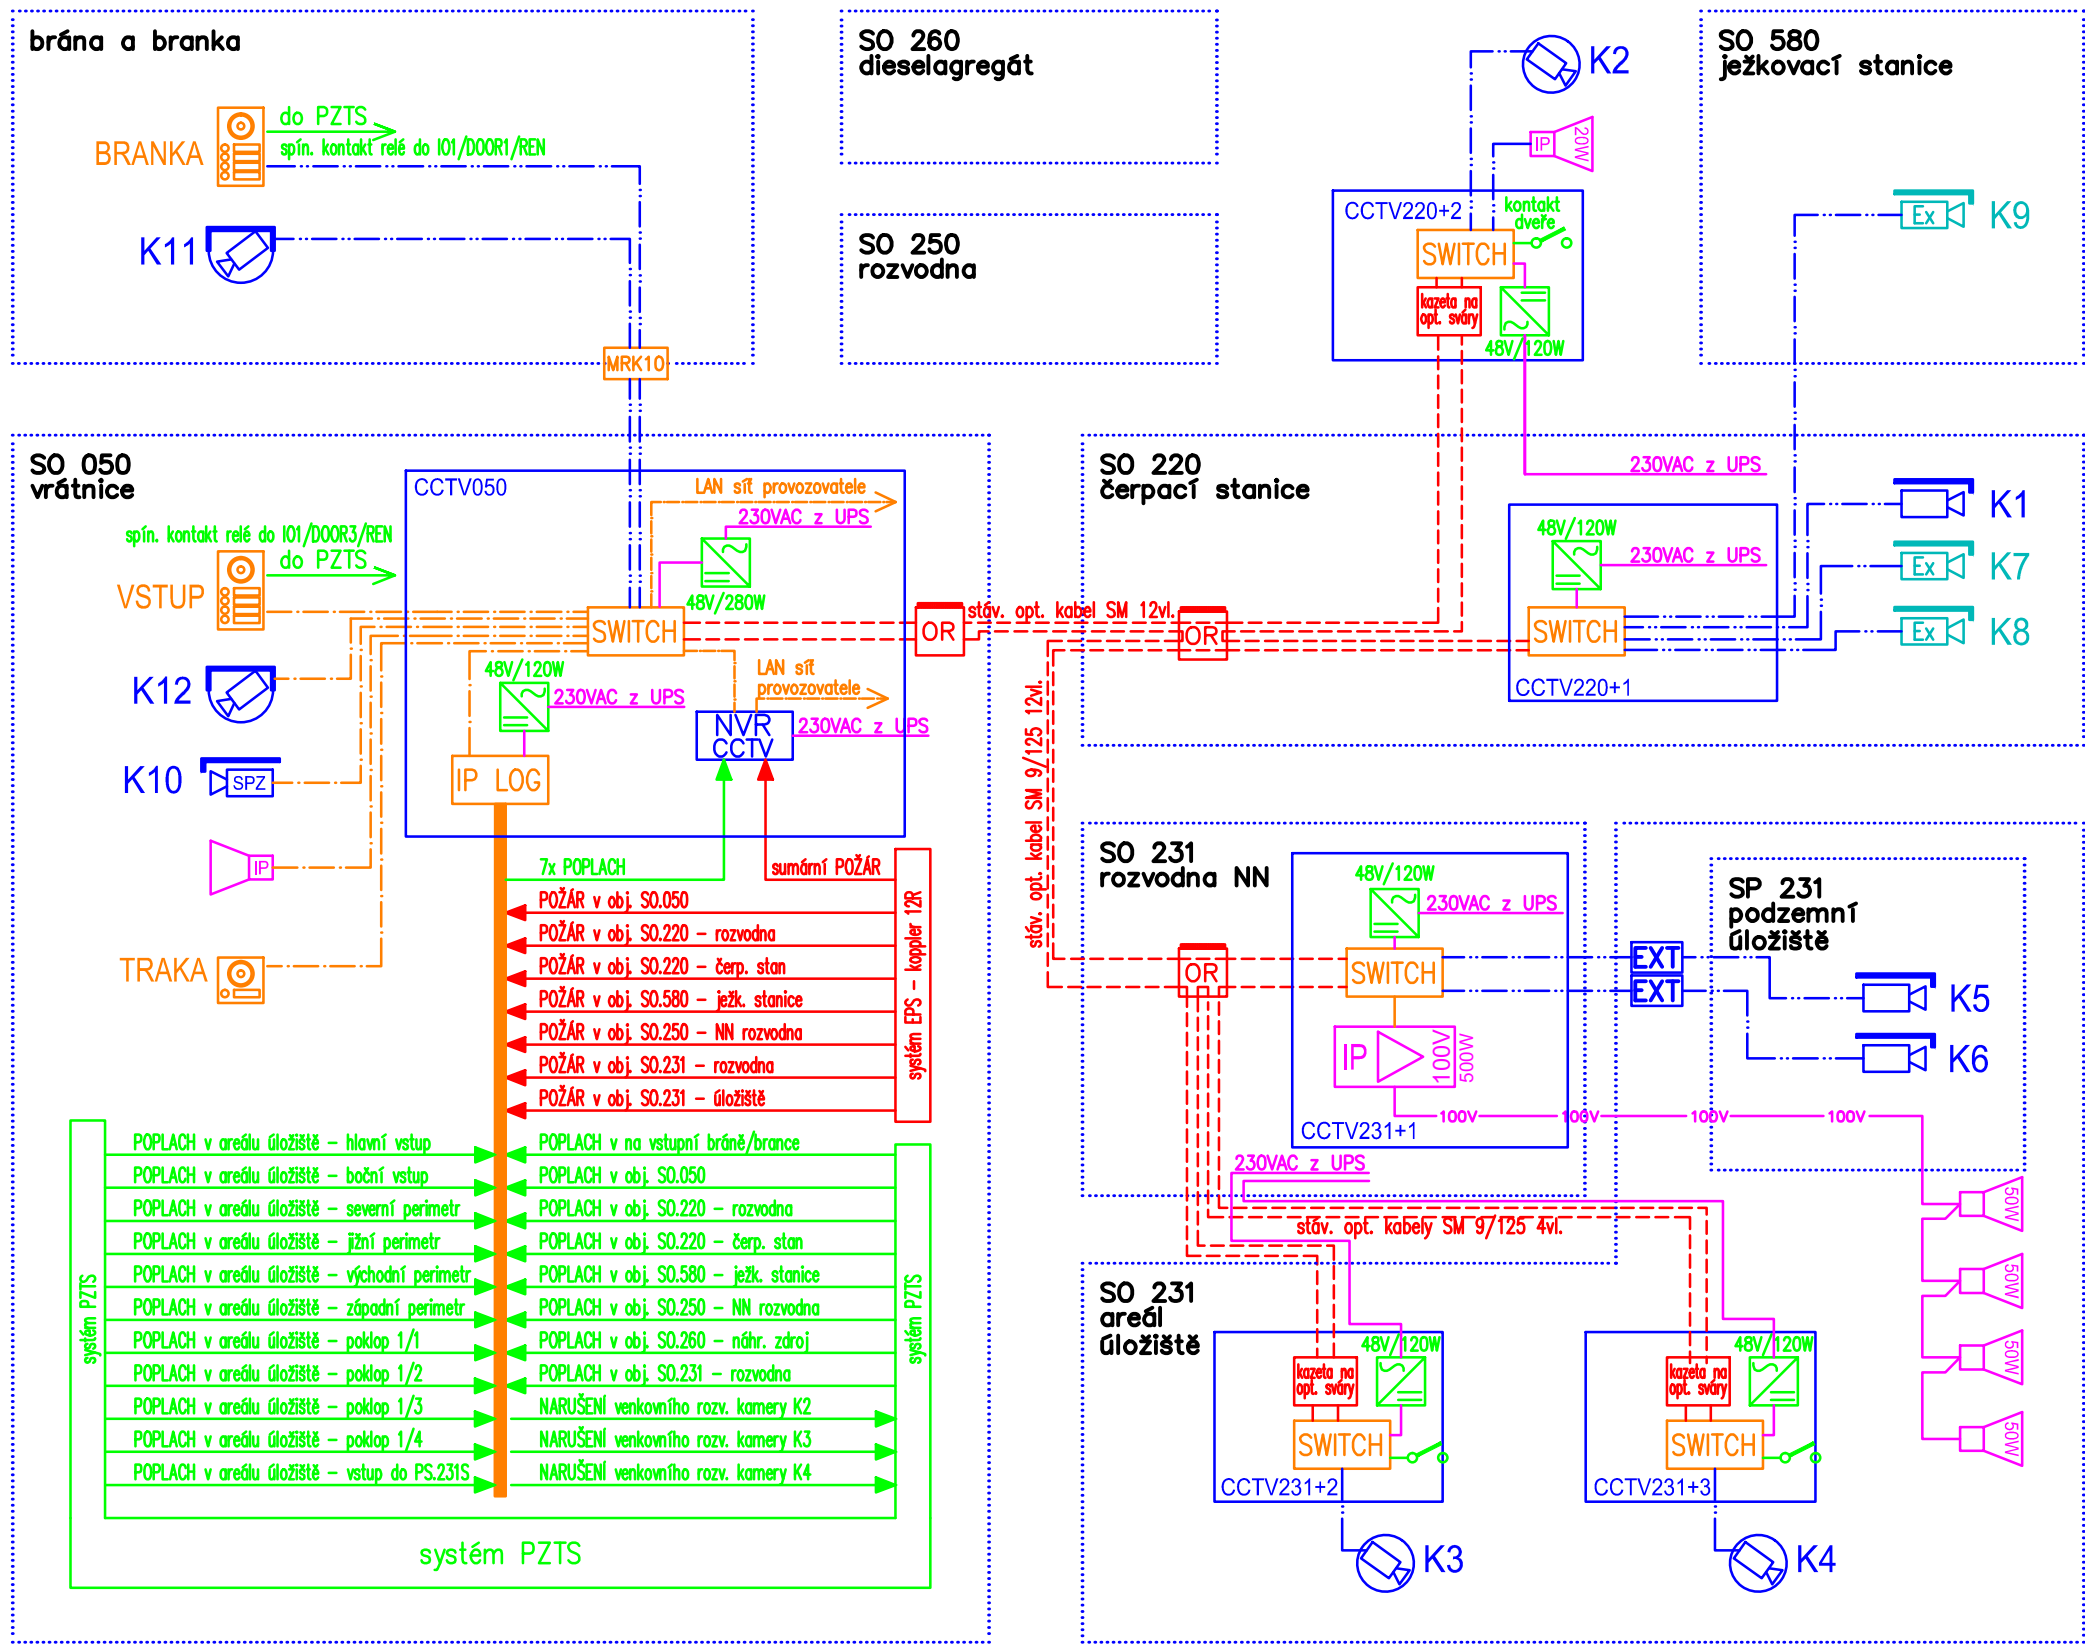 brána a branka
BRANKA
do PZTS
spín. kontakt relé do IO1/DOOR1/REN
K11
MRK10
SO 260
dieselagregát
SO 250
rozvodna
K2
IP
20W
CCTV220+2
kontakt
dveře
SWITCH
kazeta na
opt. sváry
48V/120W
230VAC z UPS
SO 580
ježkovací stanice
Ex
K9
SO 050
vrátnice
spín. kontakt relé do IO1/DOOR3/REN
do PZTS
VSTUP
K12
K10
SPZ
IP
TRAKA
CCTV050
LAN síť provozovatele
230VAC z UPS
48V/280W
SWITCH
48V/120W
230VAC z UPS
LAN síť
provozovatele
NVR
CCTV
230VAC z UPS
IP LOG
OR
stáv. opt. kabel SM 12vl.
stáv. opt. kabel SM 9/125 12vl.
7x POPLACH
sumární POŽÁR
POŽÁR v obj. SO.050
POŽÁR v obj. SO.220 - rozvodna
POŽÁR v obj. SO.220 - čerp. stan
POŽÁR v obj. SO.580 - ježk. stanice
POŽÁR v obj. SO.250 - NN rozvodna
POŽÁR v obj. SO.231 - rozvodna
POŽÁR v obj. SO.231 - úložiště
systém EPS - kopler 12R
systém PZTS
POPLACH v areálu úložiště - hlavní vstup
POPLACH v areálu úložiště - boční vstup
POPLACH v areálu úložiště - severní perimetr
POPLACH v areálu úložiště - jižní perimetr
POPLACH v areálu úložiště - východní perimetr
POPLACH v areálu úložiště - západní perimetr
POPLACH v areálu úložiště - poklop 1/1
POPLACH v areálu úložiště - poklop 1/2
POPLACH v areálu úložiště - poklop 1/3
POPLACH v areálu úložiště - poklop 1/4
POPLACH v areálu úložiště - vstup do PS.231S
POPLACH v na vstupní bráně/brance
POPLACH v obj. SO.050
POPLACH v obj. SO.220 - rozvodna
POPLACH v obj. SO.220 - čerp. stan
POPLACH v obj. SO.580 - ježk. stanice
POPLACH v obj. SO.250 - NN rozvodna
POPLACH v obj. SO.260 - náhr. zdroj
POPLACH v obj. SO.231 - rozvodna
NARUŠENÍ venkovního rozv. kamery K2
NARUŠENÍ venkovního rozv. kamery K3
NARUŠENÍ venkovního rozv. kamery K4
systém PZTS
systém PZTS
SO 220
čerpací stanice
OR
48V/120W
230VAC z UPS
SWITCH
CCTV220+1
K1
Ex
K7
Ex
K8
SO 231
rozvodna NN
48V/120W
230VAC z UPS
OR
SWITCH
IP
100V
500W
CCTV231+1
EXT
EXT
SP 231
podzemní
úložiště
K5
K6
100V
100V
100V
100V
230VAC z UPS
stáv. opt. kabely SM 9/125 4vl.
50W
50W
50W
50W
SO 231
areál
úložiště
48V/120W
kazeta na
opt. sváry
SWITCH
CCTV231+2
K3
48V/120W
kazeta na
opt. sváry
SWITCH
CCTV231+3
K4